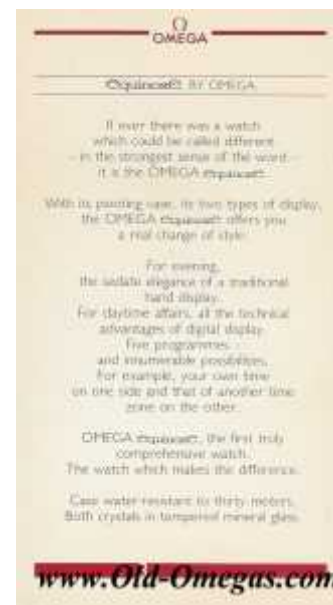 Ω
OMEGA
equinoxe BY OMEGA
If ever there was a watch
which could be called different
- in the strongest sense of the word -
it is the OMEGA equinoxe.
With its pivoting case, its two types of display,
the OMEGA equinoxe offers you
a real change of style.
For evening,
the sedate elegance of a traditional
hand display.
For daytime affairs, all the technical
advantages of digital display.
Five programmes
and innumerable possibilities.
For example, your own time
on one side and that of another time
zone on the other.
OMEGA equinoxe, the first truly
comprehensive watch.
The watch which makes the difference.
Case water-resistant to thirty meters.
Both crystals in tempered mineral glass.
www.Old-Omegas.com